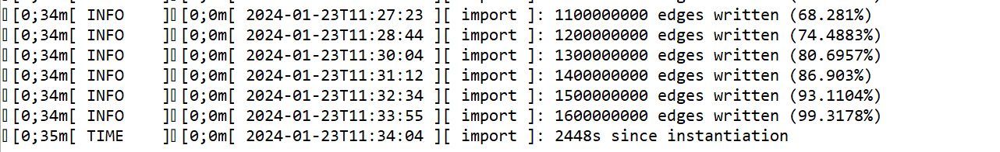 [0;34m[ INFO     ][0;0m[ 2024-01-23T11:27:23 ][ import ]: 1100000000 edges written (68.281%)
[0;34m[ INFO     ][0;0m[ 2024-01-23T11:28:44 ][ import ]: 1200000000 edges written (74.4883%)
[0;34m[ INFO     ][0;0m[ 2024-01-23T11:30:04 ][ import ]: 1300000000 edges written (80.6957%)
[0;34m[ INFO     ][0;0m[ 2024-01-23T11:31:12 ][ import ]: 1400000000 edges written (86.903%)
[0;34m[ INFO     ][0;0m[ 2024-01-23T11:32:34 ][ import ]: 1500000000 edges written (93.1104%)
[0;34m[ INFO     ][0;0m[ 2024-01-23T11:33:55 ][ import ]: 1600000000 edges written (99.3178%)
[0;35m[ TIME     ][0;0m[ 2024-01-23T11:34:04 ][ import ]: 2448s since instantiation